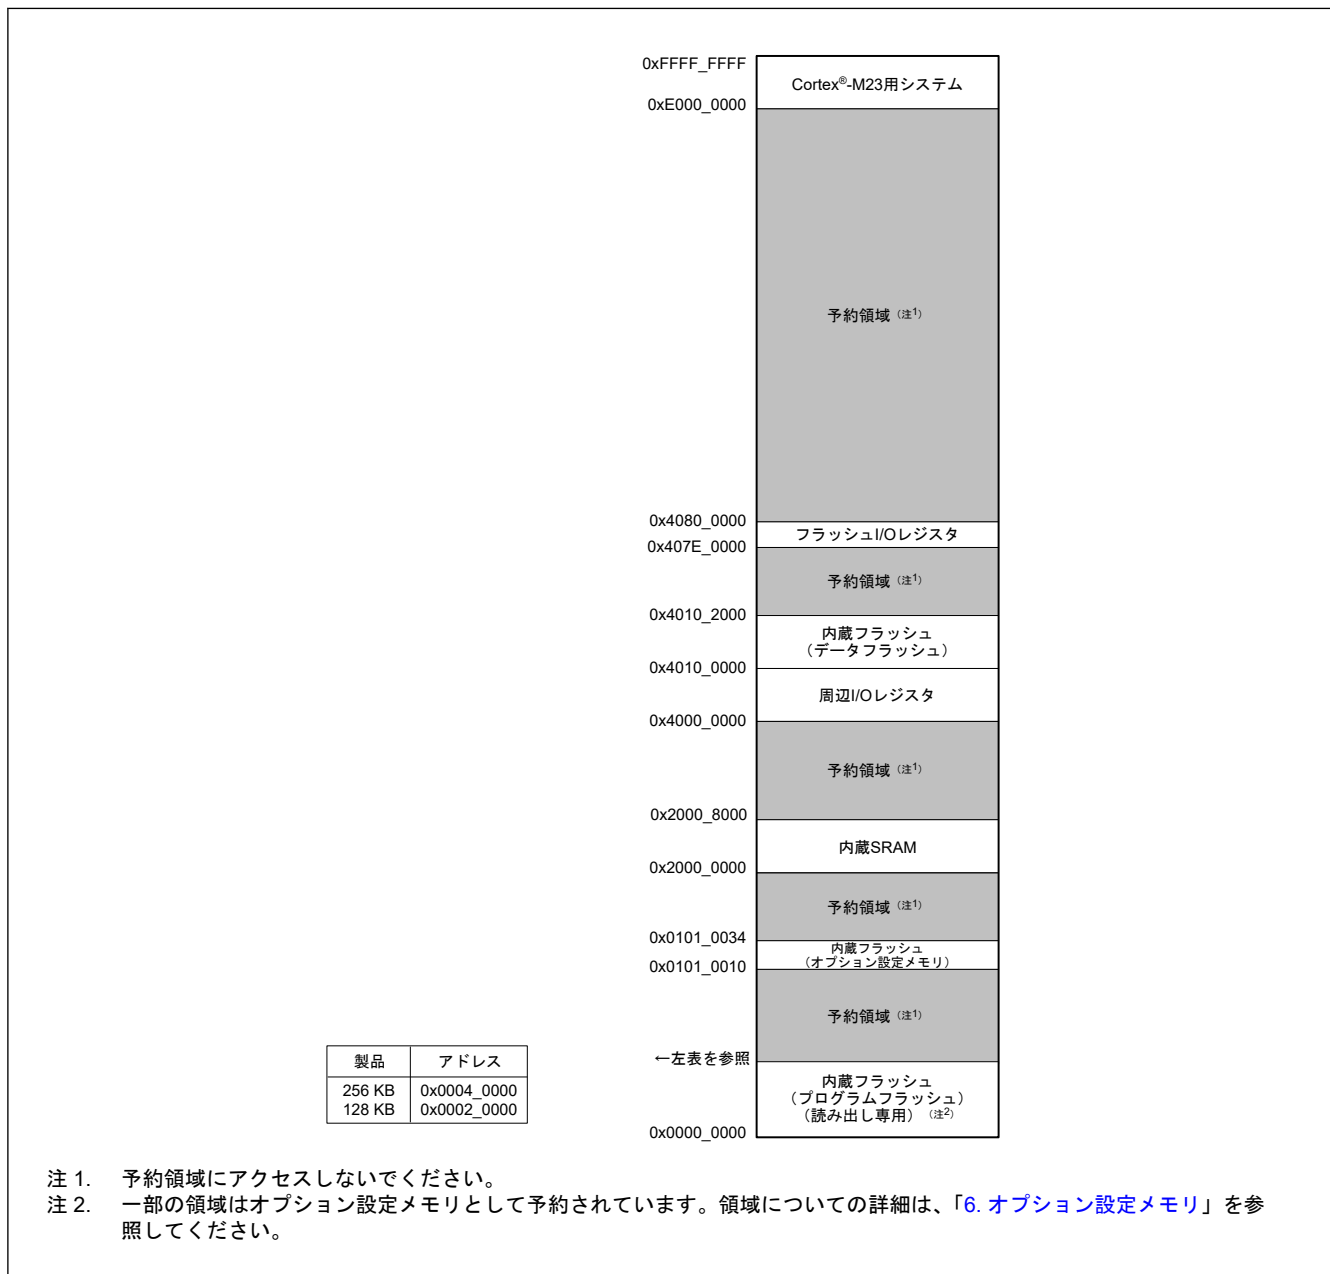 0xFFFF_FFFF
Cortex®-M23用システム
0xE000_0000
予約領域（注1）
0x4080_0000
フラッシュI/Oレジスタ
0x407E_0000
予約領域（注1）
0x4010_2000
内蔵フラッシュ
（データフラッシュ）
0x4010_0000
周辺I/Oレジスタ
0x4000_0000
予約領域（注1）
0x2000_8000
内蔵SRAM
0x2000_0000
予約領域（注1）
0x0101_0034
内蔵フラッシュ
（オプション設定メモリ）
0x0101_0010
予約領域（注1）
←左表を参照
内蔵フラッシュ
（プログラムフラッシュ）
（読み出し専用）（注2）
0x0000_0000
製品 アドレス
256 KB 0x0004_0000
128 KB 0x0002_0000
注 1. 予約領域にアクセスしないでください。
注 2. 一部の領域はオプション設定メモリとして予約されています。領域についての詳細は、「6. オプション設定メモリ」を参
照してください。